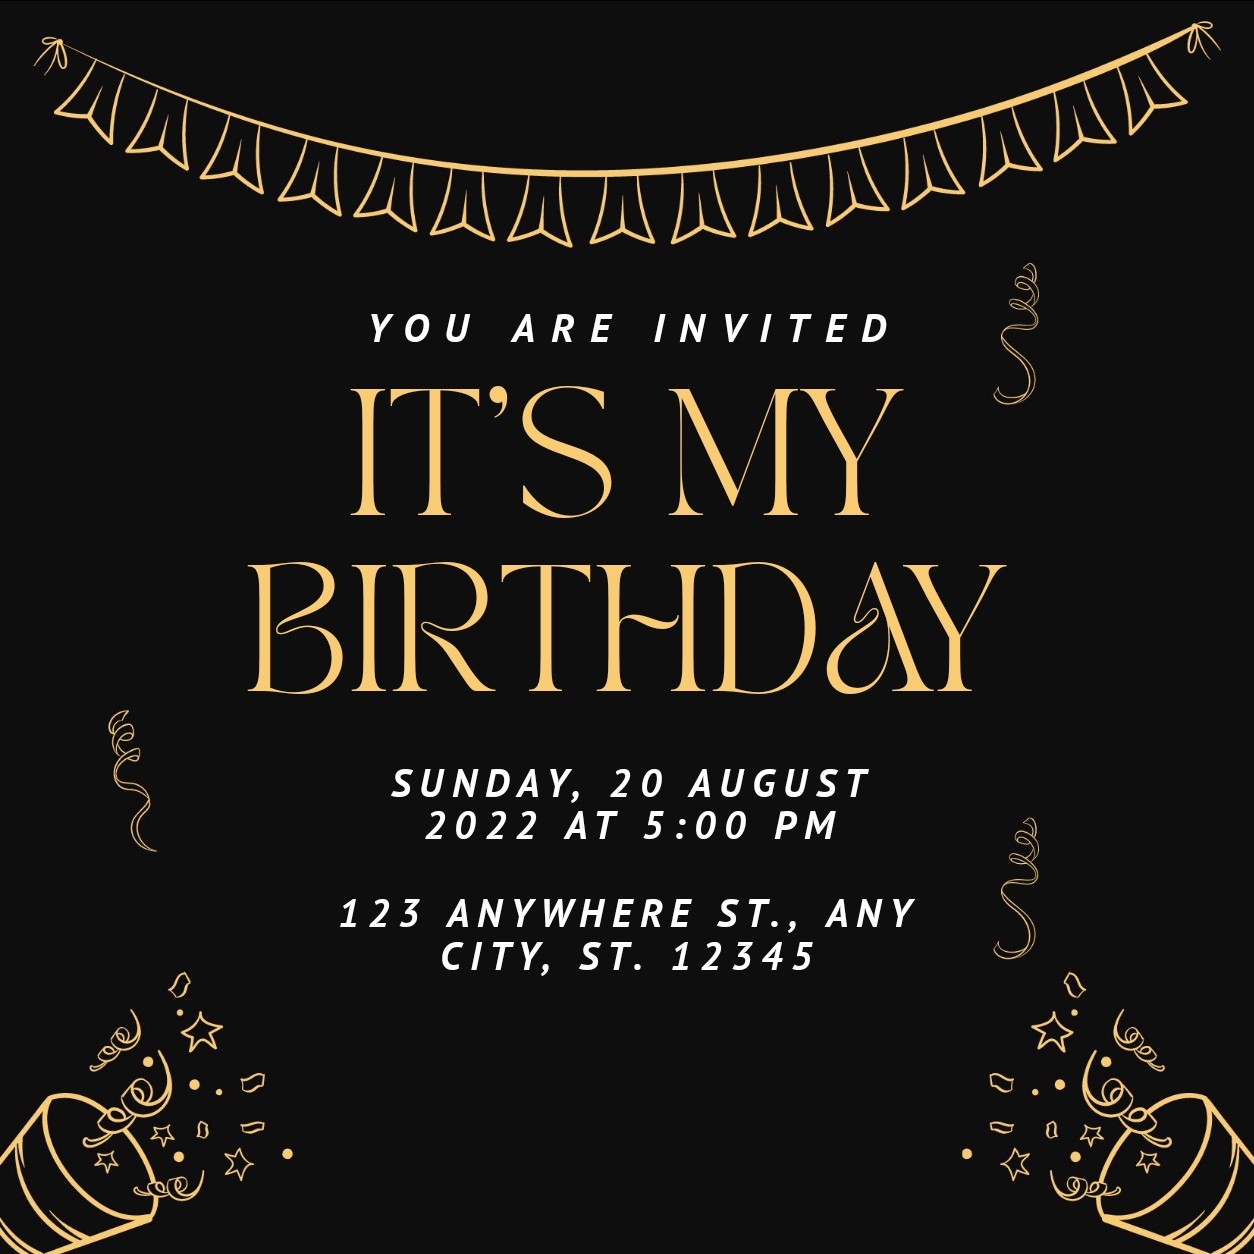 YOU ARE INVITED
IT’S MY
BIRTHDAY
SUNDAY, 20 AUGUST
2022 AT 5:00 PM
123 ANYWHERE ST., ANY
CITY, ST. 12345